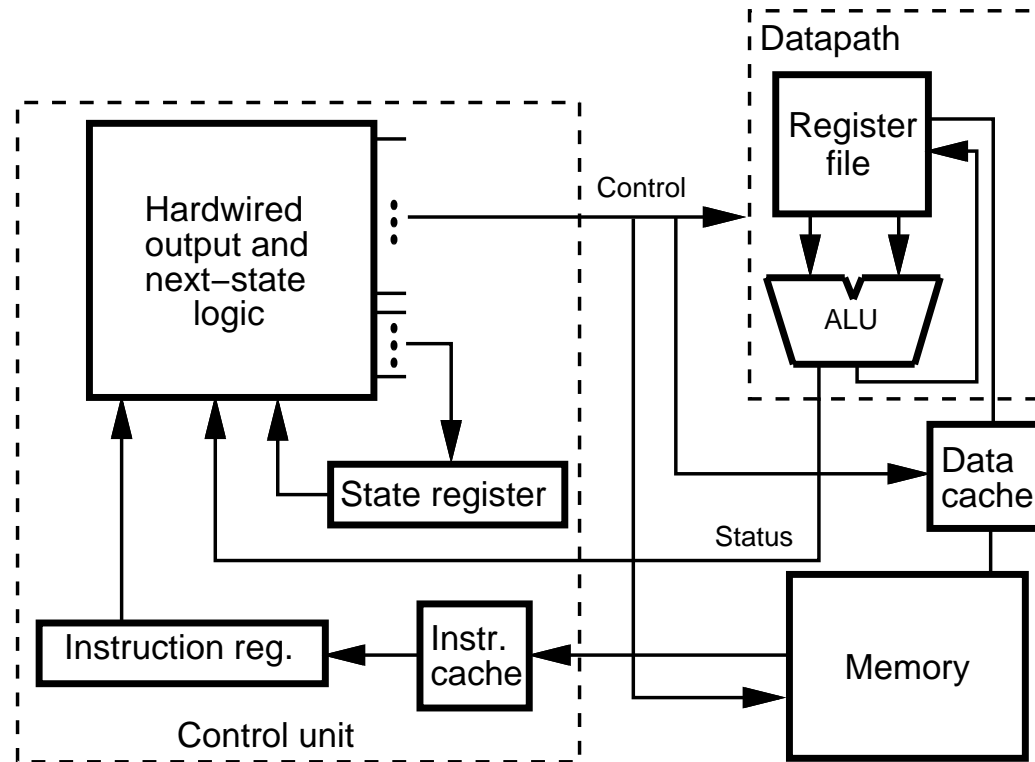 Datapath
Register
file
Control
Hardwired
output and
next−state
logic
ALU
State register
Data
cache
Status
Instruction reg.
Instr.
cache
Memory
Control unit